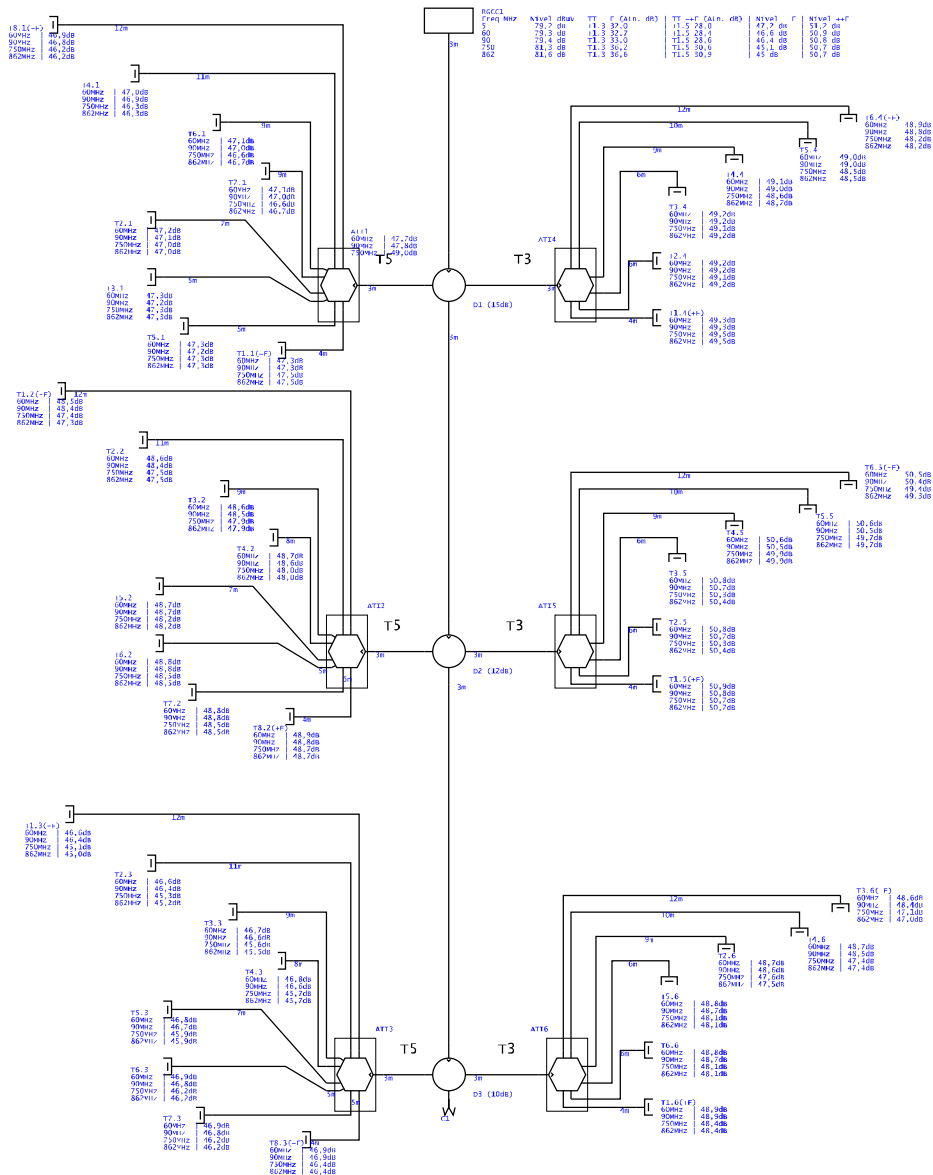 RGCC1
Freq MHz Nivel dBuV
5 79,2 dB T1.3 32.0 T1.5 28.0 47,2 dB 51,2 dB
60 79,3 dB T1.3 32,7 T1.5 28.4 46,6 dB 50,9 dB
90 79,4 dB T1.3 33,0 T1.5 28,6 46,4 dB 50,8 dB
750 81,3 dB T1.3 36,2 T1.5 30,6 45,1 dB 50,7 dB
862 81,6 dB T1.3 36,6 T1.5 30,9 45 dB 50,7 dB
3m
T8.1(-F)
60MHz | 46,9dB
90MHz | 46,8dB
750MHz | 46,2dB
862MHz | 46,2dB
12m
T4.1
60MHz | 47,0dB
90MHz | 46,9dB
750MHz | 46,3dB
862MHz | 46,3dB
11m
T6.1
60MHz | 47,1dB
90MHz | 47,0dB
750MHz | 46,6dB
862MHz | 46,7dB
9m
T7.1
60MHz | 47,1dB
90MHz | 47,0dB
750MHz | 46,6dB
862MHz | 46,7dB
9m
T2.1
60MHz | 47,2dB
90MHz | 47,1dB
750MHz | 47,0dB
862MHz | 47,0dB
7m
T3.1
60MHz | 47,3dB
90MHz | 47,2dB
750MHz | 47,3dB
862MHz | 47,3dB
5m
T5.1
60MHz | 47,3dB
90MHz | 47,2dB
750MHz | 47,3dB
862MHz | 47,3dB
5m
T1.1(-F)
60MHz | 47,3dB
90MHz | 47,3dB
750MHz | 47,5dB
862MHz | 47,5dB
4m
ATI1
60MHz | 47,7dB
90MHz | 47,8dB
750MHz | 49,0dB
T5
3m
T3
D1 (15dB)
3m
ATI4
3m
12m
T6.4(-F)
60MHz 48,9dB
90MHz 48,8dB
750MHz 48,2dB
862MHz 48,2dB
10m
T5.4
60MHz | 49,0dB
90MHz | 49,0dB
750MHz | 48,5dB
862MHz | 48,5dB
9m
T4.4
60MHz | 49,1dB
90MHz | 49,0dB
750MHz | 48,6dB
862MHz | 48,7dB
6m
T3.4
60MHz | 49,2dB
90MHz | 49,2dB
750MHz | 49,1dB
862MHz | 49,2dB
6m
T2.4
60MHz | 49,2dB
90MHz | 49,2dB
750MHz | 49,1dB
862MHz | 49,2dB
4m
T1.4(+F)
60MHz | 49,3dB
90MHz | 49,3dB
750MHz | 49,5dB
862MHz | 49,5dB
T1.2(-F)
60MHz | 48,5dB
90MHz | 48,4dB
750MHz | 47,4dB
862MHz | 47,3dB
12m
T2.2
60MHz 48,6dB
90MHz 48,4dB
750MHz 47,5dB
862MHz 47,5dB
11m
T3.2
60MHz | 48,6dB
90MHz | 48,5dB
750MHz | 47,9dB
862MHz | 47,9dB
9m
T4.2
60MHz | 48,7dB
90MHz | 48,6dB
750MHz | 48,0dB
862MHz | 48,0dB
8m
T5.2
60MHz | 48,7dB
90MHz | 48,7dB
750MHz | 48,2dB
862MHz | 48,2dB
7m
T6.2
60MHz | 48,8dB
90MHz | 48,8dB
750MHz | 48,5dB
862MHz | 48,5dB
5m
T7.2
60MHz | 48,8dB
90MHz | 48,8dB
750MHz | 48,5dB
862MHz | 48,5dB
5m
T8.2(+F)
60MHz | 48,9dB
90MHz | 48,8dB
750MHz | 48,7dB
862MHz | 48,7dB
4m
ATI2
T5
3m
T3
D2 (12dB)
3m
3m
ATI5
12m
T6.5(-F)
60MHz 50,5dB
90MHz 50,4dB
750MHz 49,4dB
862MHz 49,3dB
10m
T5.5
60MHz | 50,6dB
90MHz | 50,5dB
750MHz | 49,7dB
862MHz | 49,7dB
9m
T4.5
60MHz | 50,6dB
90MHz | 50,5dB
750MHz | 49,9dB
862MHz | 49,9dB
6m
T3.5
60MHz | 50,8dB
90MHz | 50,7dB
750MHz | 50,3dB
862MHz | 50,4dB
6m
T2.5
60MHz | 50,8dB
90MHz | 50,7dB
750MHz | 50,3dB
862MHz | 50,4dB
4m
T1.5(+F)
60MHz | 50,9dB
90MHz | 50,8dB
750MHz | 50,7dB
862MHz | 50,7dB
T1.3(-F)
60MHz | 46,6dB
90MHz | 46,4dB
750MHz | 45,1dB
862MHz | 45,0dB
12m
T2.3
60MHz | 46,6dB
90MHz | 46,4dB
750MHz | 45,3dB
862MHz | 45,2dB
11m
T3.3
60MHz | 46,7dB
90MHz | 46,6dB
750MHz | 45,6dB
862MHz | 45,5dB
9m
T4.3
60MHz | 46,8dB
90MHz | 46,6dB
750MHz | 45,7dB
862MHz | 45,7dB
8m
T5.3
60MHz | 46,8dB
90MHz | 46,7dB
750MHz | 45,9dB
862MHz | 45,9dB
7m
T6.3
60MHz | 46,9dB
90MHz | 46,8dB
750MHz | 46,2dB
862MHz | 46,2dB
5m
T7.3
60MHz | 46,9dB
90MHz | 46,8dB
750MHz | 46,2dB
862MHz | 46,2dB
5m
T8.3(-F)
60MHz | 46,9dB
90MHz | 46,9dB
750MHz | 46,4dB
862MHz | 46,4dB
4m
ATI3
T5
3m
T3
D3 (10dB)
3m
ATI6
12m
T3.6(-F)
60MHz | 48,6dB
90MHz | 48,4dB
750MHz | 47,1dB
862MHz | 47,0dB
10m
T4.6
60MHz | 48,7dB
90MHz | 48,5dB
750MHz | 47,4dB
862MHz | 47,4dB
9m
T2.6
60MHz | 48,7dB
90MHz | 48,6dB
750MHz | 47,6dB
862MHz | 47,5dB
6m
T5.6
60MHz | 48,8dB
90MHz | 48,7dB
750MHz | 48,1dB
862MHz | 48,1dB
6m
T6.6
60MHz | 48,8dB
90MHz | 48,7dB
750MHz | 48,1dB
862MHz | 48,1dB
4m
T1.6(+F)
60MHz | 48,9dB
90MHz | 48,9dB
750MHz | 48,4dB
862MHz | 48,4dB